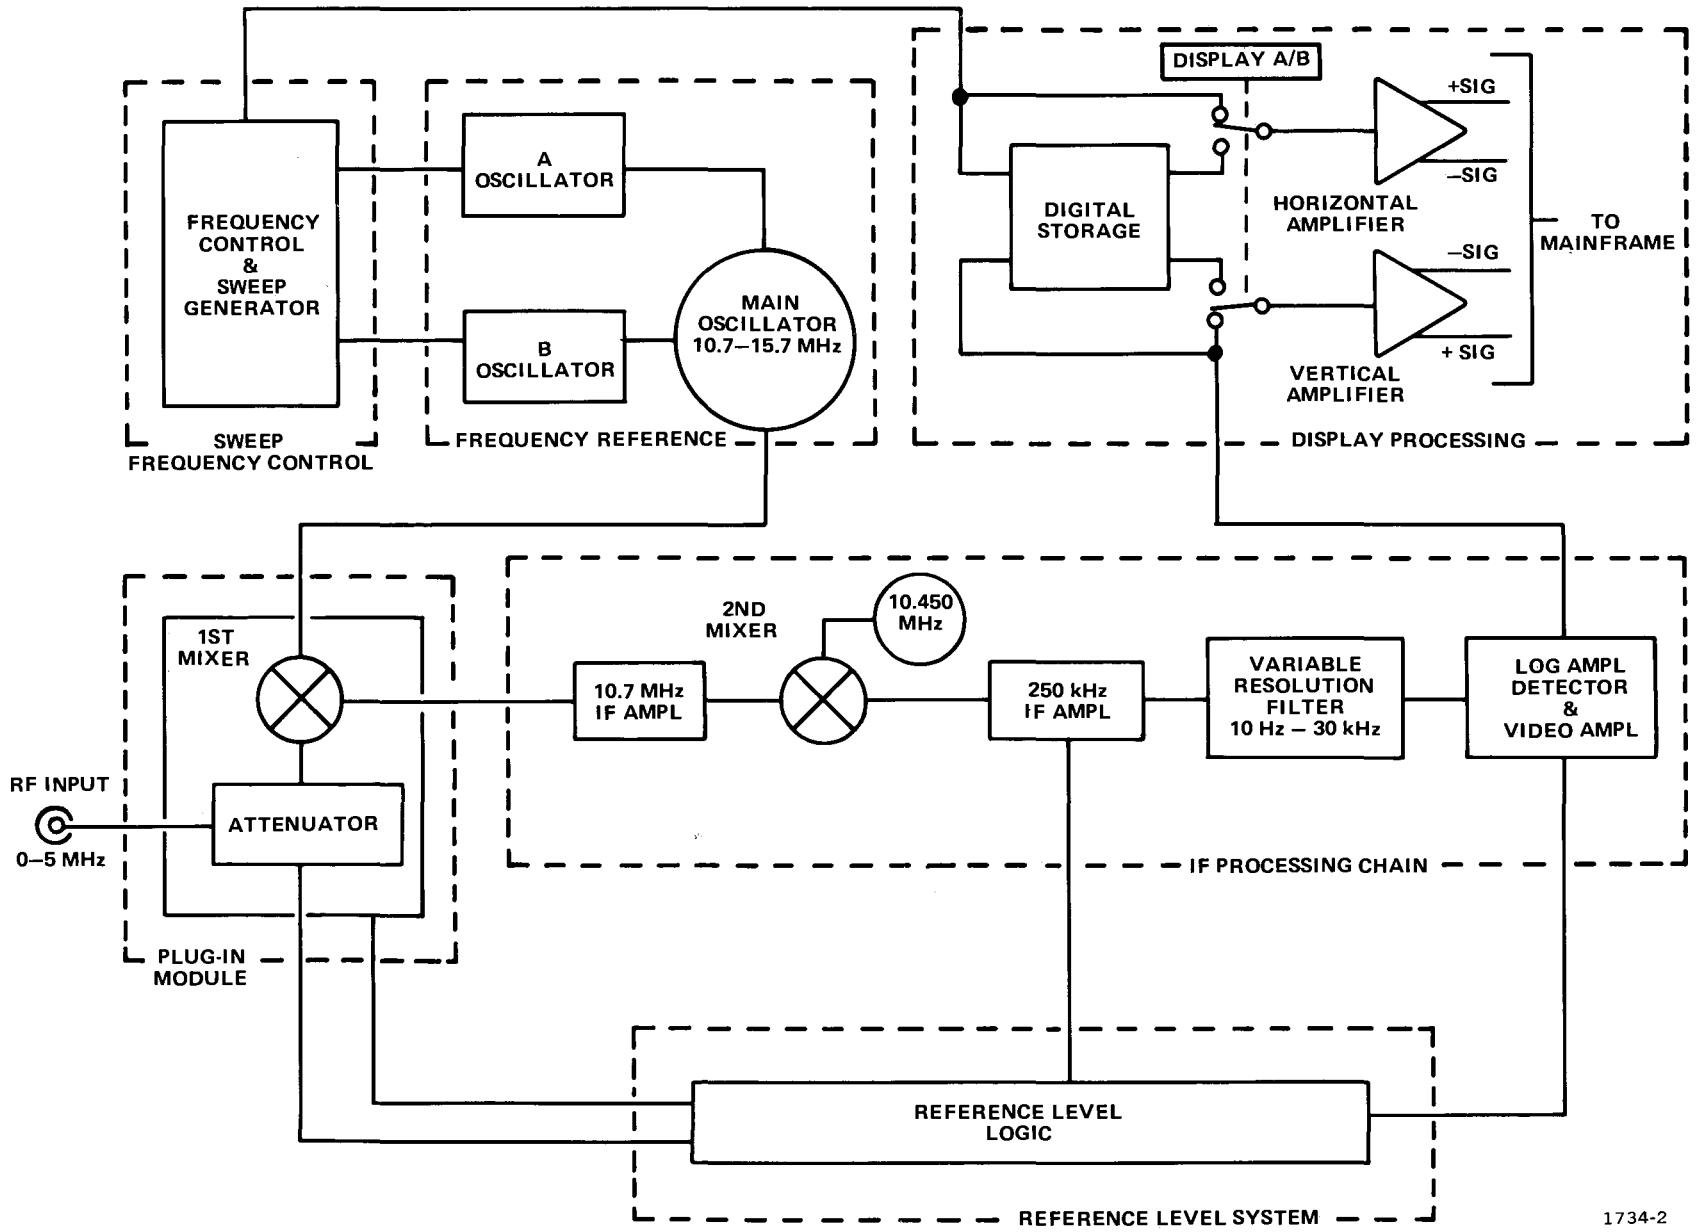 DISPLAY A/B
+SIG
−SIG
HORIZONTAL
AMPLIFIER
TO
MAINFRAME
−SIG
+ SIG
VERTICAL
AMPLIFIER
DIGITAL
STORAGE
DISPLAY PROCESSING
FREQUENCY
CONTROL
&
SWEEP
GENERATOR
SWEEP
FREQUENCY CONTROL
A
OSCILLATOR
B
OSCILLATOR
MAIN
OSCILLATOR
10.7–15.7 MHz
FREQUENCY REFERENCE
1ST
MIXER
RF INPUT
0–5 MHz
ATTENUATOR
PLUG-IN
MODULE
10.7 MHz
IF AMPL
2ND
MIXER
10.450
MHz
250 kHz
IF AMPL
VARIABLE
RESOLUTION
FILTER
10 Hz – 30 kHz
LOG AMPL
DETECTOR
&
VIDEO AMPL
IF PROCESSING CHAIN
REFERENCE LEVEL
LOGIC
REFERENCE LEVEL SYSTEM
1734-2